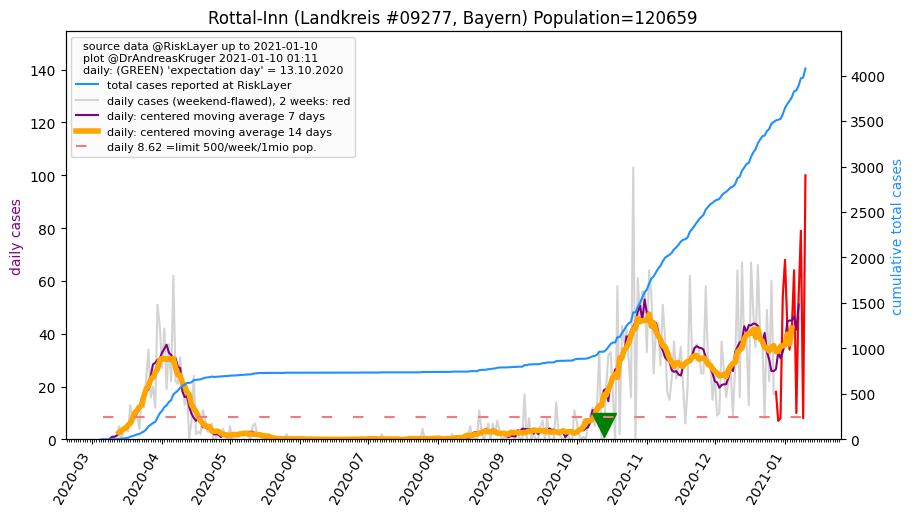 Rottal-Inn (Landkreis #09277, Bayern) Population=120659
source data @RiskLayer up to 2021-01-10
plot @DrAndreasKruger 2021-01-10 01:11
daily: (GREEN) 'expectation day' = 13.10.2020
total cases reported at RiskLayer
daily cases (weekend-flawed), 2 weeks: red
daily: centered moving average 7 days
daily: centered moving average 14 days
daily 8.62 =limit 500/week/1mio pop.
daily cases
140
120
100
80
60
40
20
0
cumulative total cases
4000
3500
3000
2500
2000
1500
1000
500
0
2020-03
2020-04
2020-05
2020-06
2020-07
2020-08
2020-09
2020-10
2020-11
2020-12
2021-01